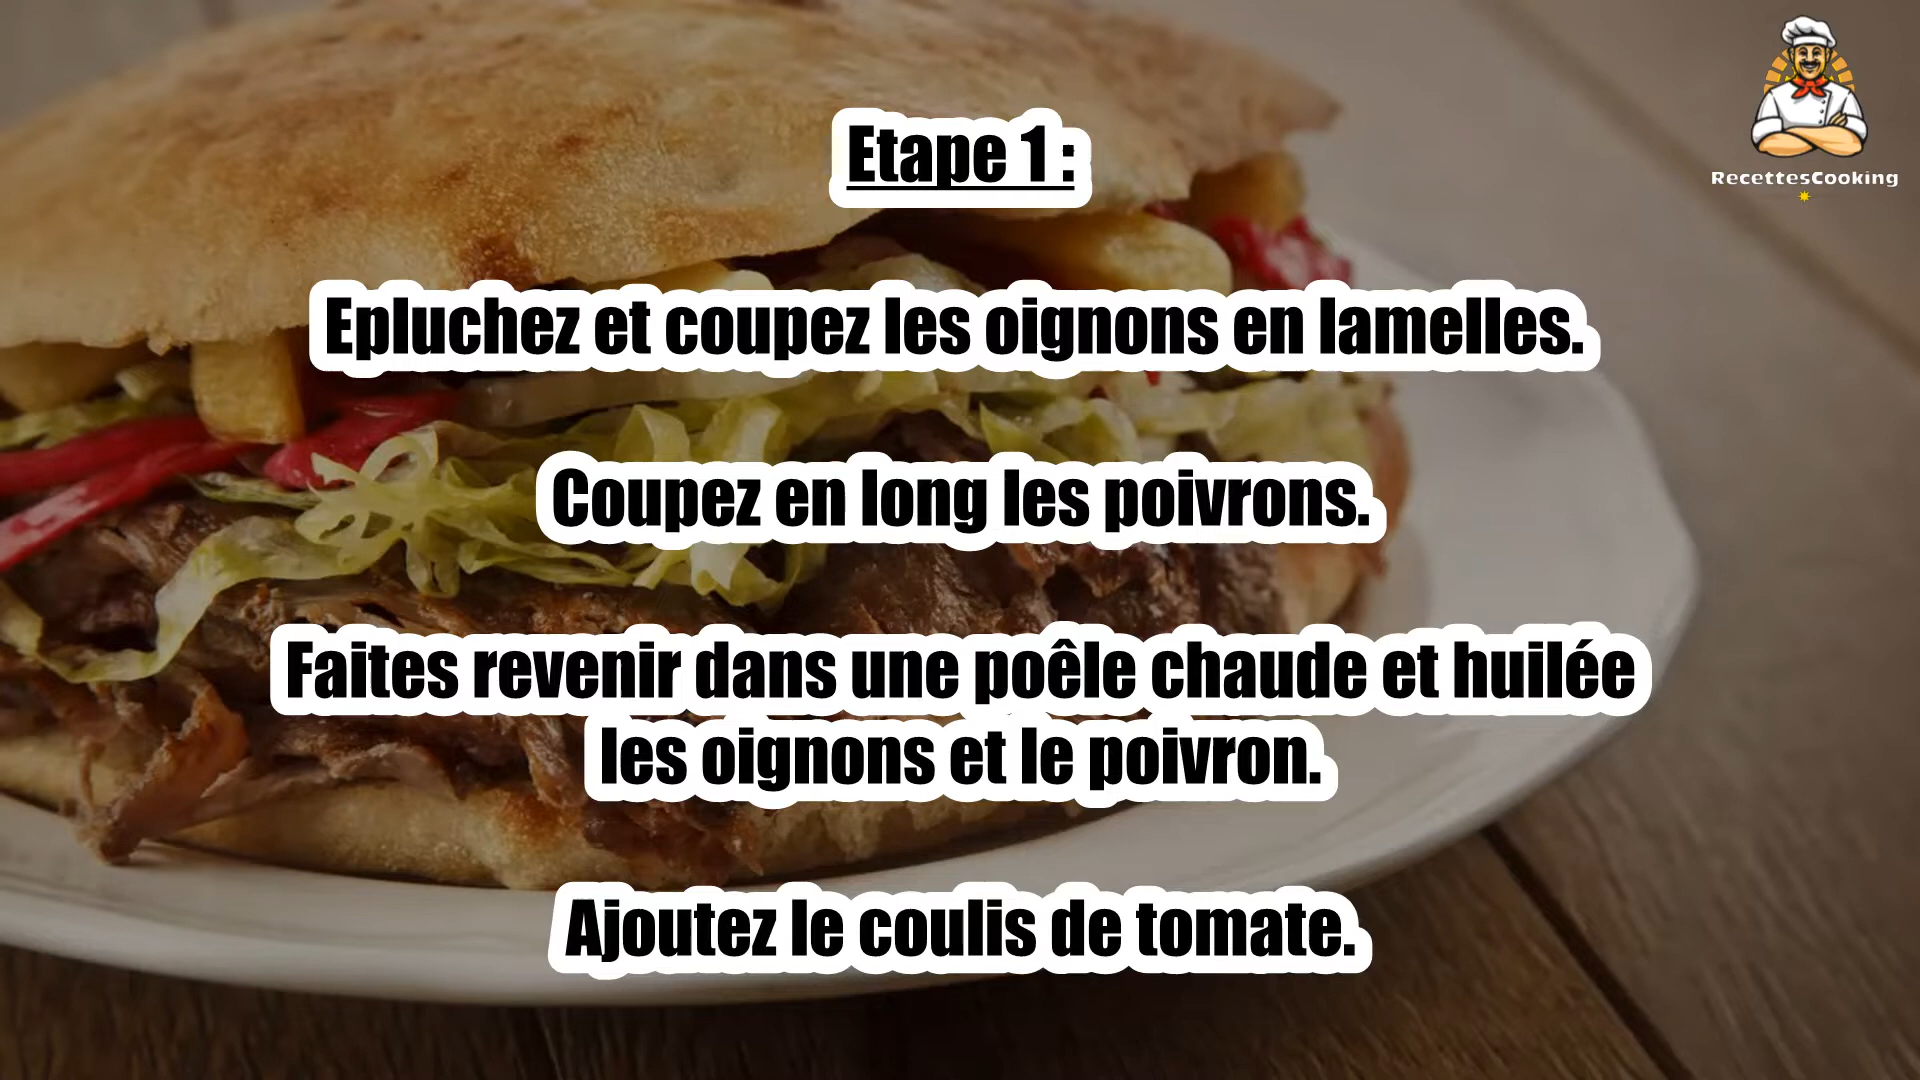 Etape 1 :
RecettesCooking
Epluchez et coupez les oignons en lamelles.
Coupez en long les poivrons.
Faites revenir dans une poêle chaude et huilée
les oignons et le poivron.
Ajoutez le coulis de tomate.